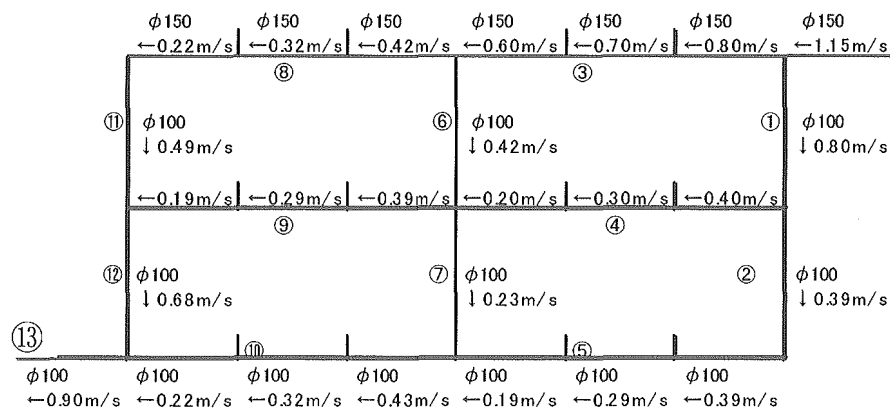 φ150 φ150 φ150 φ150 φ150 φ150 φ150
←0.22m/s ←0.32m/s ←0.42m/s ←0.60m/s ←0.70m/s ←0.80m/s ←1.15m/s
⑧ ③
⑪ φ100 ⑥ φ100 ① φ100
↓0.49m/s ↓0.42m/s ↓0.80m/s
←0.19m/s ←0.29m/s ←0.39m/s ←0.20m/s ←0.30m/s ←0.40m/s
⑨ ④
⑫ φ100 ⑦ φ100 ② φ100
↓0.68m/s ↓0.23m/s ↓0.39m/s
⑬ ⑩ ⑤
φ100 φ100 φ100 φ100 φ100 φ100 φ100
←0.90m/s ←0.22m/s ←0.32m/s ←0.43m/s ←0.19m/s ←0.29m/s ←0.39m/s